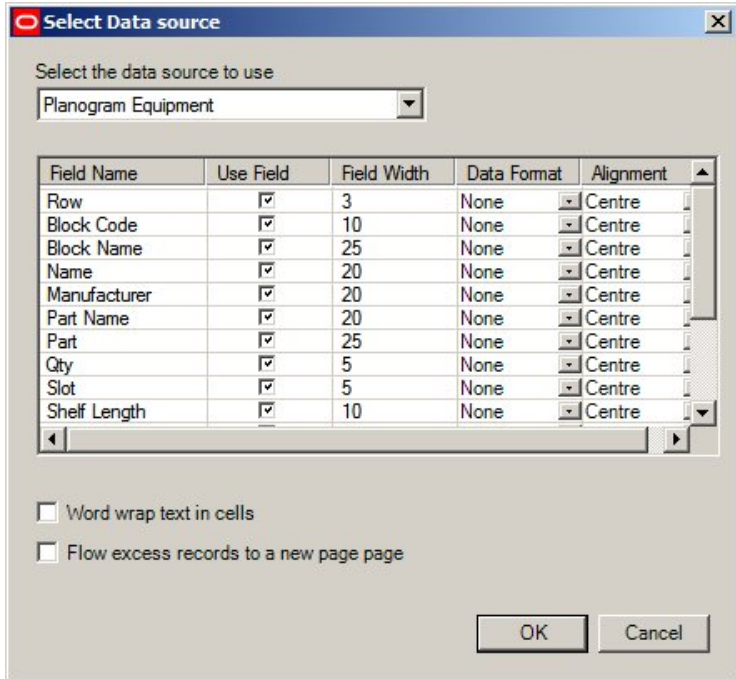 Select Data source
Select the data source to use
Planogram Equipment
Field Name Use Field Field Width Data Format Alignment
Row 3 None Centre
Block Code 10 None Centre
Block Name 25 None Centre
Name 20 None Centre
Manufacturer 20 None Centre
Part Name 20 None Centre
Part 25 None Centre
Qty 5 None Centre
Slot 5 None Centre
Shelf Length 10 None Centre
Word wrap text in cells
Flow excess records to a new page page
OK Cancel